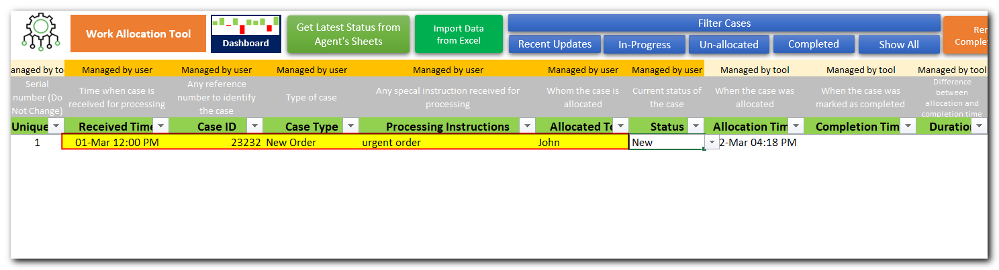 Work Allocation Tool
Dashboard
Get Latest Status from
Agent's Sheets
Import Data
from Excel
Filter Cases
Recent Updates
In-Progress
Un-allocated
Completed
Show All
anaged by to
Managed by user
Managed by user
Managed by user
Managed by user
Managed by user
Managed by user
Managed by tool
Managed by tool
Managed by tool
Serial
number (Do
Not Change)
Time when case is
received for processing
Any reference
number to identify
the case
Type of case
Any specal instruction received for
processing
Whom the case is
allocated
Current status of
the case
When the case was
allocated
When the case was
marked as completed
Difference
between
allocation and
completion time
Unique
Received Time
Case ID
Case Type
Processing Instructions
Allocated To
Status
Allocation Tim
Completion Tim
Duration
1
01-Mar 12:00 PM
23232
New Order
urgent order
John
New
2-Mar 04:18 PM